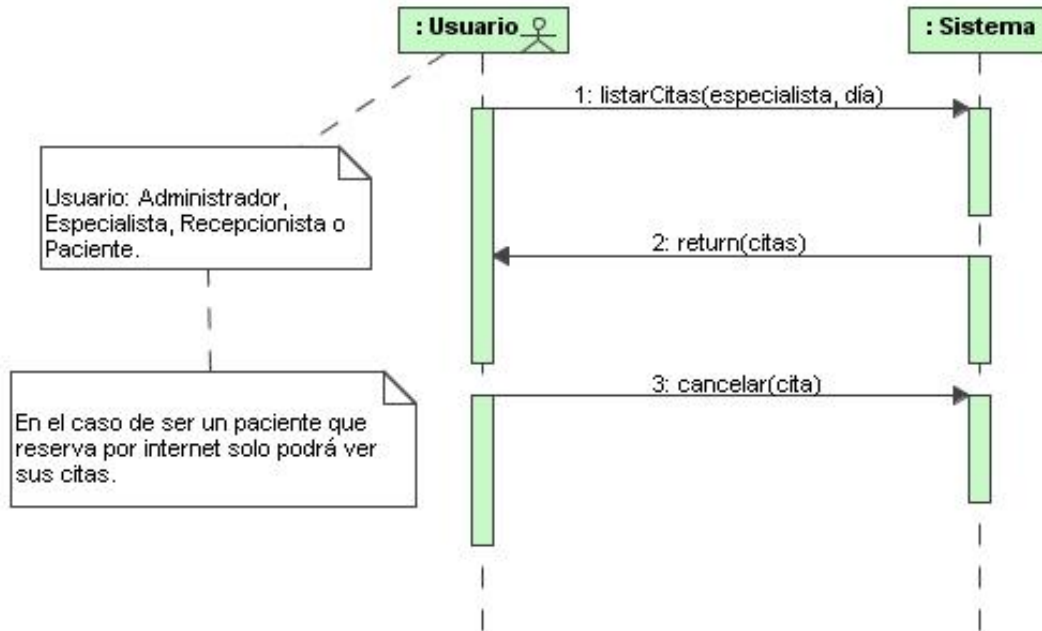 : Usuario
: Sistema
1: listarCitas(especialista, día)
Usuario: Administrador,
Especialista, Recepcionista o
Paciente.
2: return(citas)
3: cancelar(cita)
En el caso de ser un paciente que
reserva por internet solo podrá ver
sus citas.